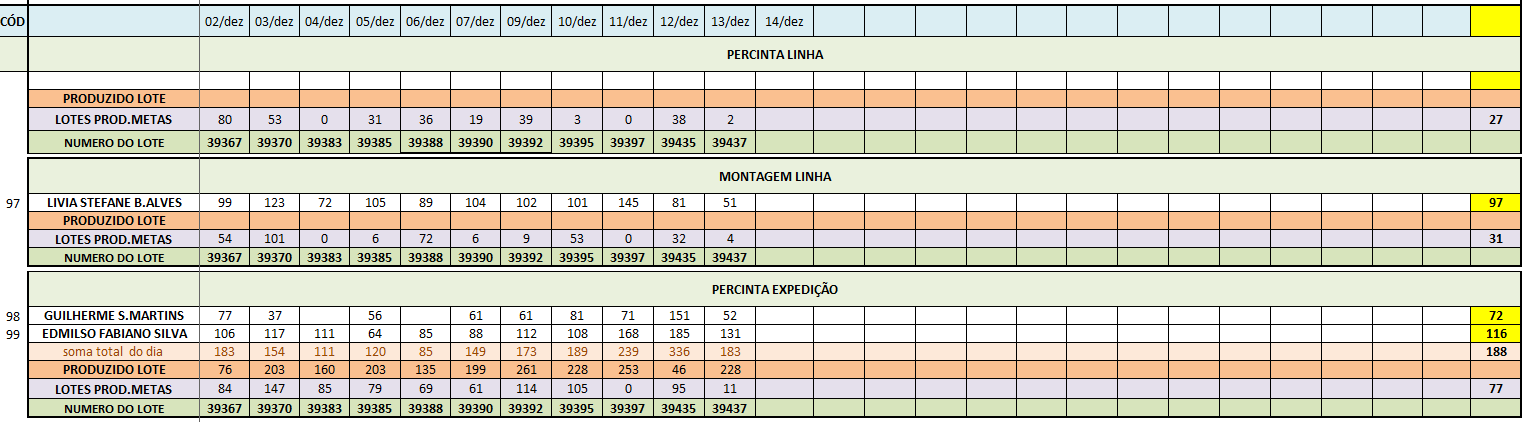 CÓD 02/dez 03/dez 04/dez 05/dez 06/dez 07/dez 09/dez 10/dez 11/dez 12/dez 13/dez 14/dez
PERCINTA LINHA
PRODUZIDO LOTE
LOTES PROD.METAS 80 53 0 31 36 19 39 3 0 38 2 27
NUMERO DO LOTE 39367 39370 39383 39385 39388 39390 39392 39395 39397 39435 39437
MONTAGEM LINHA
97 LIVIA STEFANE B.ALVES 99 123 72 105 89 104 102 101 145 81 51 97
PRODUZIDO LOTE
LOTES PROD.METAS 54 101 0 6 72 6 9 53 0 32 4 31
NUMERO DO LOTE 39367 39370 39383 39385 39388 39390 39392 39395 39397 39435 39437
PERCINTA EXPEDIÇÃO
98 GUILHERME S.MARTINS 77 37 56 61 61 81 71 151 52 72
99 EDMILSO FABIANO SILVA 106 117 111 64 85 88 112 108 168 185 131 116
soma total do dia 183 154 111 120 85 149 173 189 239 336 183 188
PRODUZIDO LOTE 76 203 160 203 135 199 261 228 253 46 228
LOTES PROD.METAS 84 147 85 79 69 61 114 105 0 95 11 77
NUMERO DO LOTE 39367 39370 39383 39385 39388 39390 39392 39395 39397 39435 39437